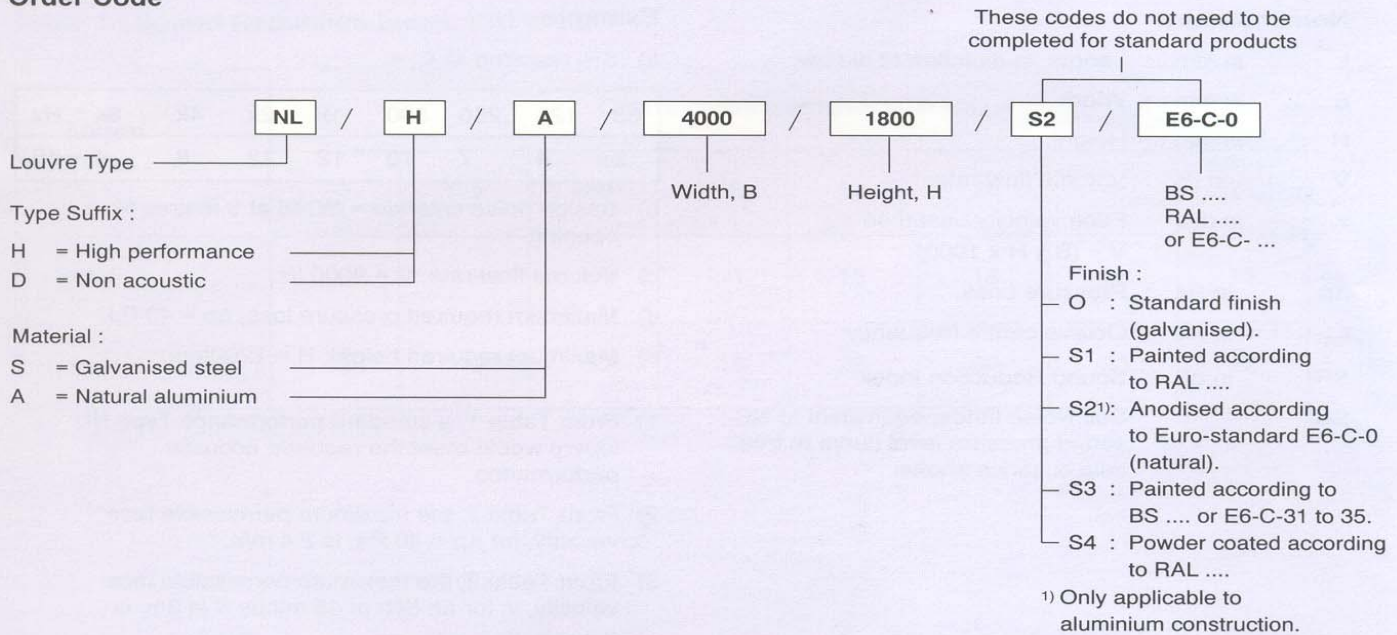 Order Code
These codes do not need to be
completed for standard products
NL / H / A / 4000 / 1800 / S2 / E6-C-0
Louvre Type
Width, B
Height, H
BS ....
RAL ..
or E6-C- ...
Type Suffix :
H = High performance
D = Non acoustic
Material :
S = Galvanised steel
A = Natural aluminium
Finish :
O : Standard finish
(galvanised).
S1 : Painted according
to RAL..
S2¹⁾: Anodised according
to Euro-standard E6-C-0
(natural).
S3 : Painted according to
BS .... or E6-C-31 to 35.
S4 : Powder coated according
to RAL ....
¹⁾ Only applicable to
aluminium construction.